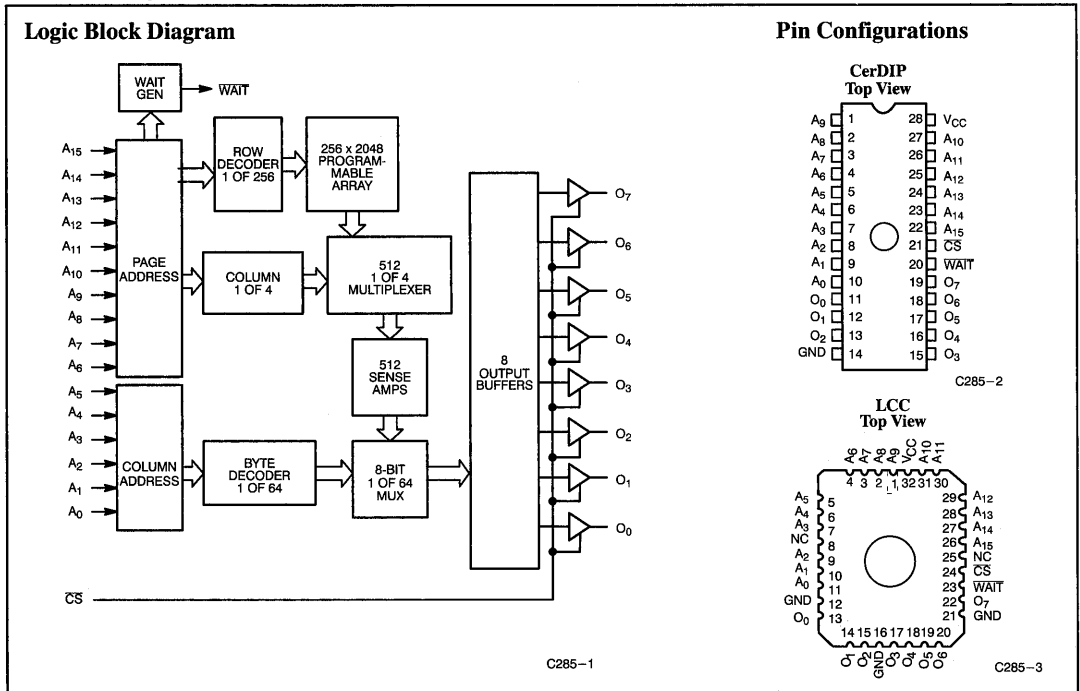 Logic Block Diagram
WAIT
GEN
WAIT
A15
A14
A13
A12
A11
A10
A9
A8
A7
A6
PAGE
ADDRESS
ROW
DECODER
1 OF 256
256 x 2048
PROGRAM-
MABLE
ARRAY
COLUMN
1 OF 4
512
1 OF 4
MULTIPLEXER
512
SENSE
AMPS
A5
A4
A3
A2
A1
A0
COLUMN
ADDRESS
BYTE
DECODER
1 OF 64
8-BIT
1 OF 64
MUX
8
OUTPUT
BUFFERS
O7
O6
O5
O4
O3
O2
O1
O0
CS
C285-1
Pin Configurations
CerDIP
Top View
A9 1 28 VCC
A8 2 27 A10
A7 3 26 A11
A6 4 25 A12
A5 5 24 A13
A4 6 23 A14
A3 7 22 A15
A2 8 21 CS
A1 9 20 WAIT
A0 10 19 O7
O0 11 18 O6
O1 12 17 O5
O2 13 16 O4
GND 14 15 O3
C285-2
LCC
Top View
A6 A7 A8 A9 VCC A10 A11
4 3 2 1 32 31 30
A5 5 29 A12
A4 6 28 A13
A3 7 27 A14
NC 8 26 A15
A2 9 25 NC
A1 10 24 CS
A0 11 23 WAIT
GND 12 22 O7
O0 13 21 GND
14 15 16 17 18 19 20
O1 O2 GND O3 O4 O5 O6
C285-3